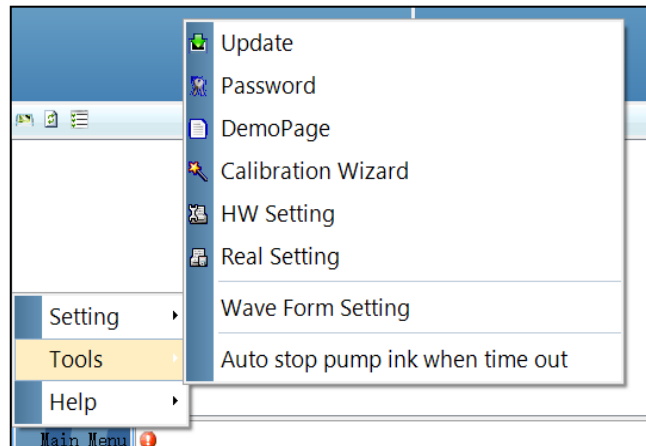 Update
Password
DemoPage
Calibration Wizard
HW Setting
Real Setting
Wave Form Setting
Auto stop pump ink when time out
Setting
Tools
Help
Main Menu